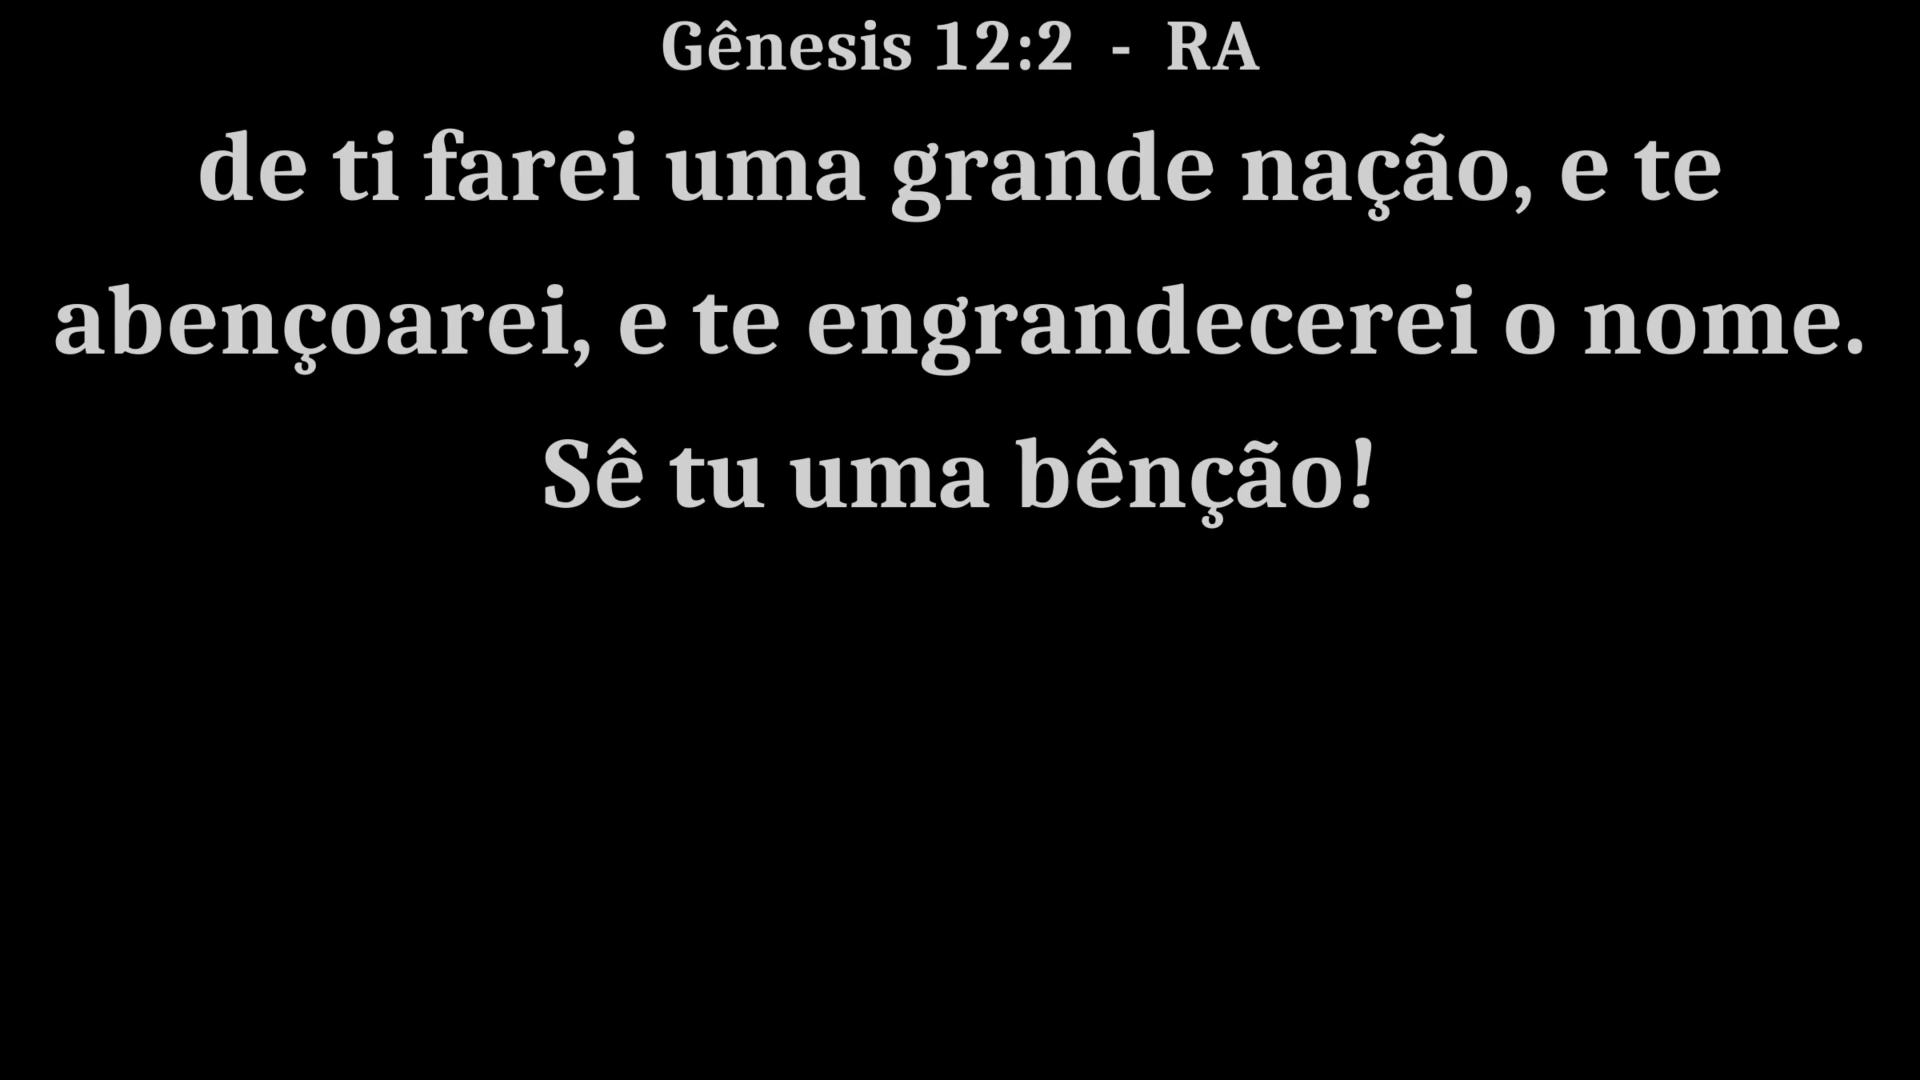 Gênesis 12:2 - RA
de ti farei uma grande nação, e te
abençoarei, e te engrandecerei o nome.
Sê tu uma bênção!